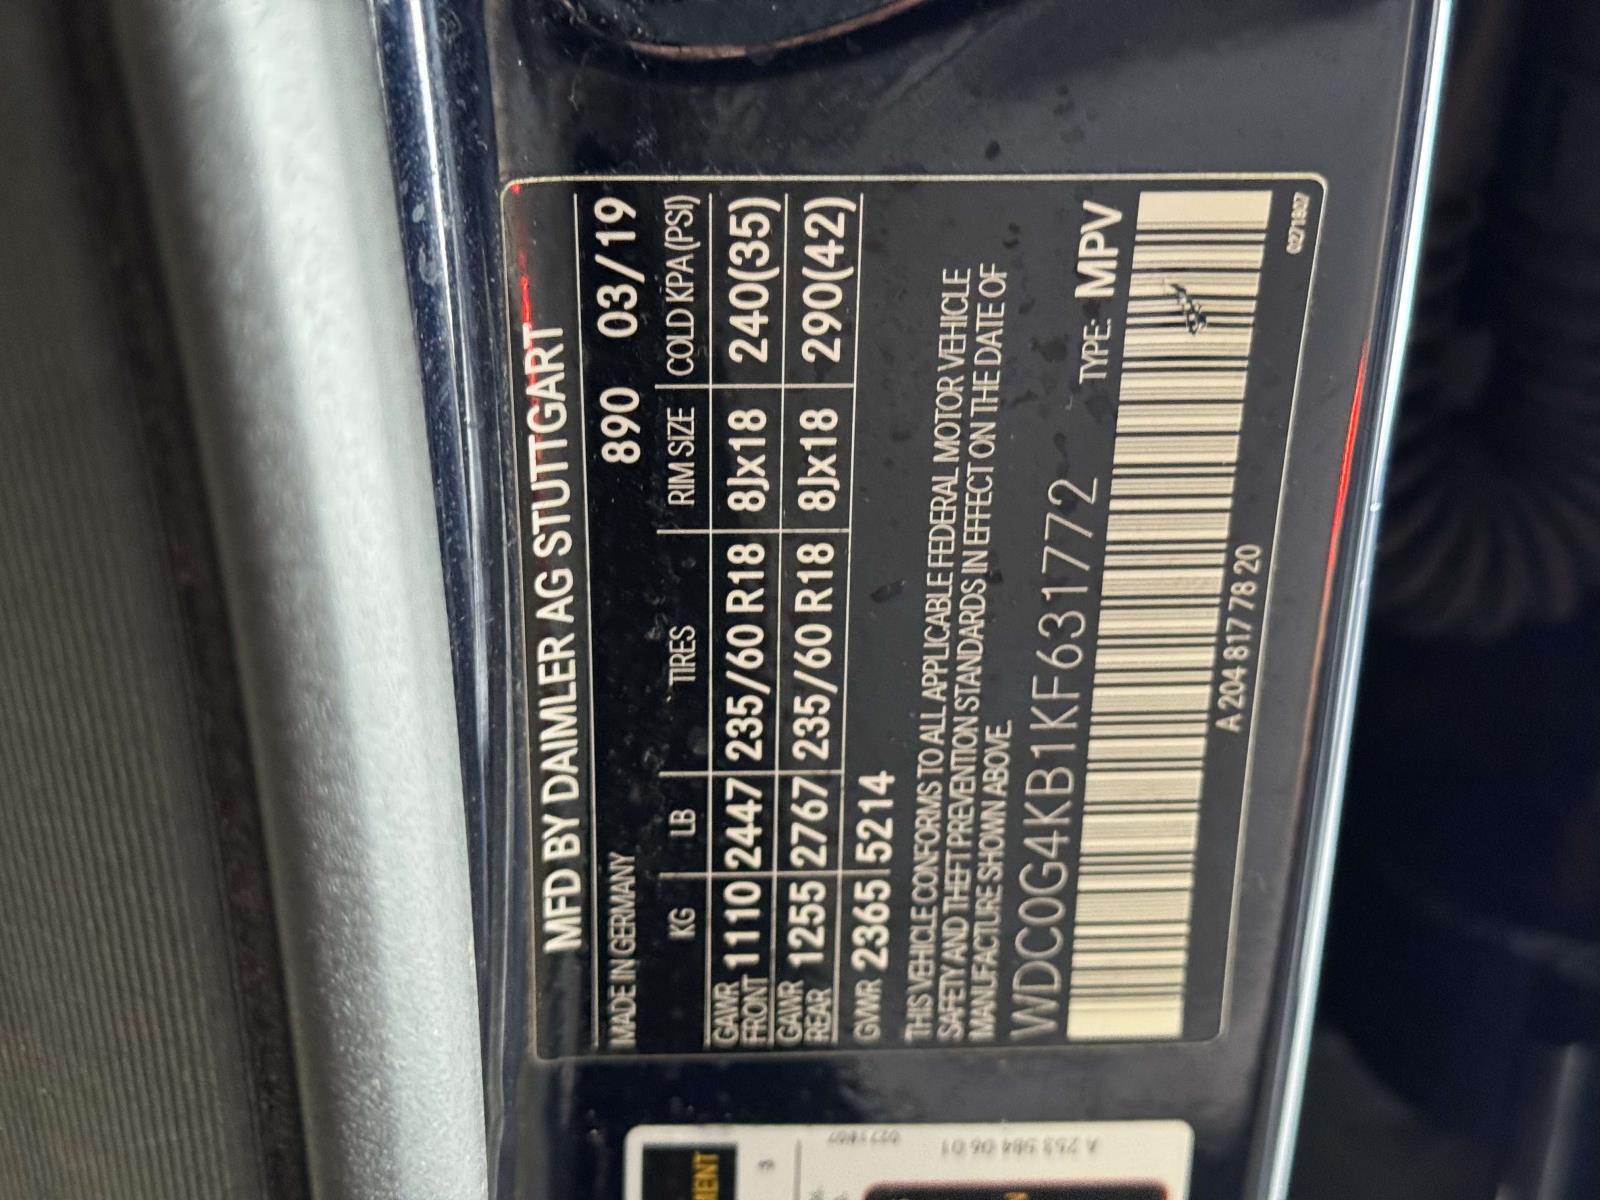 MFD BY DAIMLER AG STUTTGART
MADE IN GERMANY 890 03/19
KG LB TIRES RIM SIZE COLD KPA (PSI)
GAWR FRONT 1110 2447 235/60 R18 8Jx18 240(35)
GAWR REAR 1255 2767 235/60 R18 8Jx18 290(42)
GVWR 2365 5214
THIS VEHICLE CONFORMS TO ALL APPLICABLE FEDERAL MOTOR VEHICLE
SAFETY AND THEFT PREVENTION STANDARDS IN EFFECT ON THE DATE OF
MANUFACTURE SHOWN ABOVE.
WDC0G4KB1KF631772 TYPE: MPV
A 204 817 78 20
0271807
A 253 584 06 01
0271807